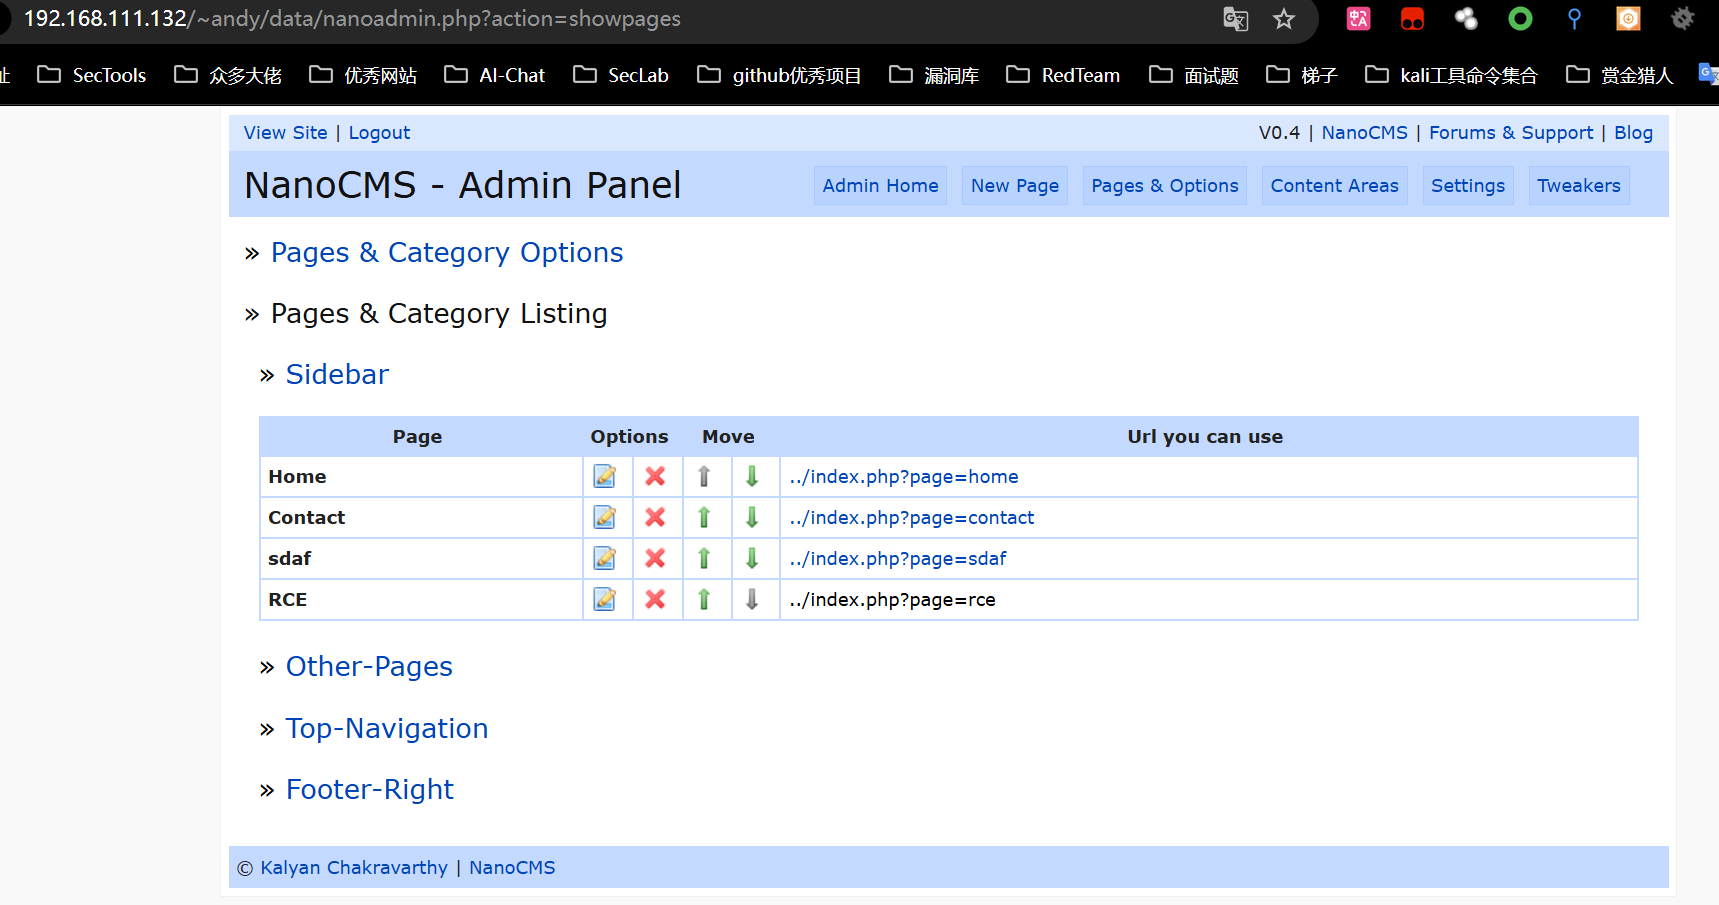 192.168.111.132/~andy/data/nanoadmin.php?action=showpages
址 SecTools 众多大佬 优秀网站 AI-Chat SecLab github优秀项目 漏洞库 RedTeam 面试题 梯子 kali工具命令集合 赏金猎人
View Site | Logout V0.4 | NanoCMS | Forums & Support | Blog
NanoCMS - Admin Panel Admin Home New Page Pages & Options Content Areas Settings Tweakers
» Pages & Category Options
» Pages & Category Listing
» Sidebar
Page Options Move Url you can use
Home ../index.php?page=home
Contact ../index.php?page=contact
sdaf ../index.php?page=sdaf
RCE ../index.php?page=rce
» Other-Pages
» Top-Navigation
» Footer-Right
© Kalyan Chakravarthy | NanoCMS